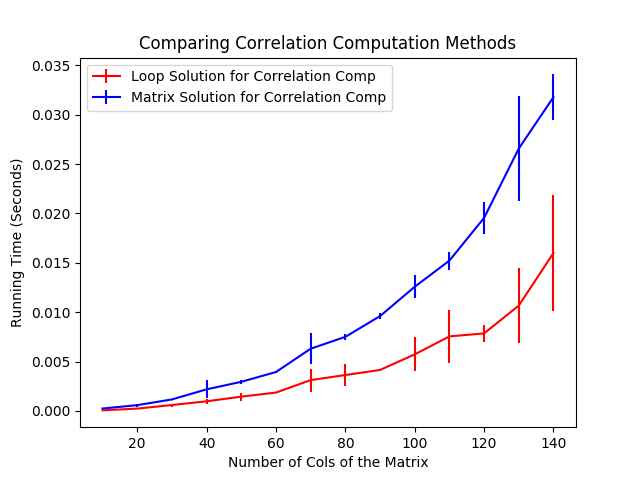 Comparing Correlation Computation Methods
Loop Solution for Correlation Comp
Matrix Solution for Correlation Comp
Running Time (Seconds)
0.035
0.030
0.025
0.020
0.015
0.010
0.005
0.000
20 40 60 80 100 120 140
Number of Cols of the Matrix